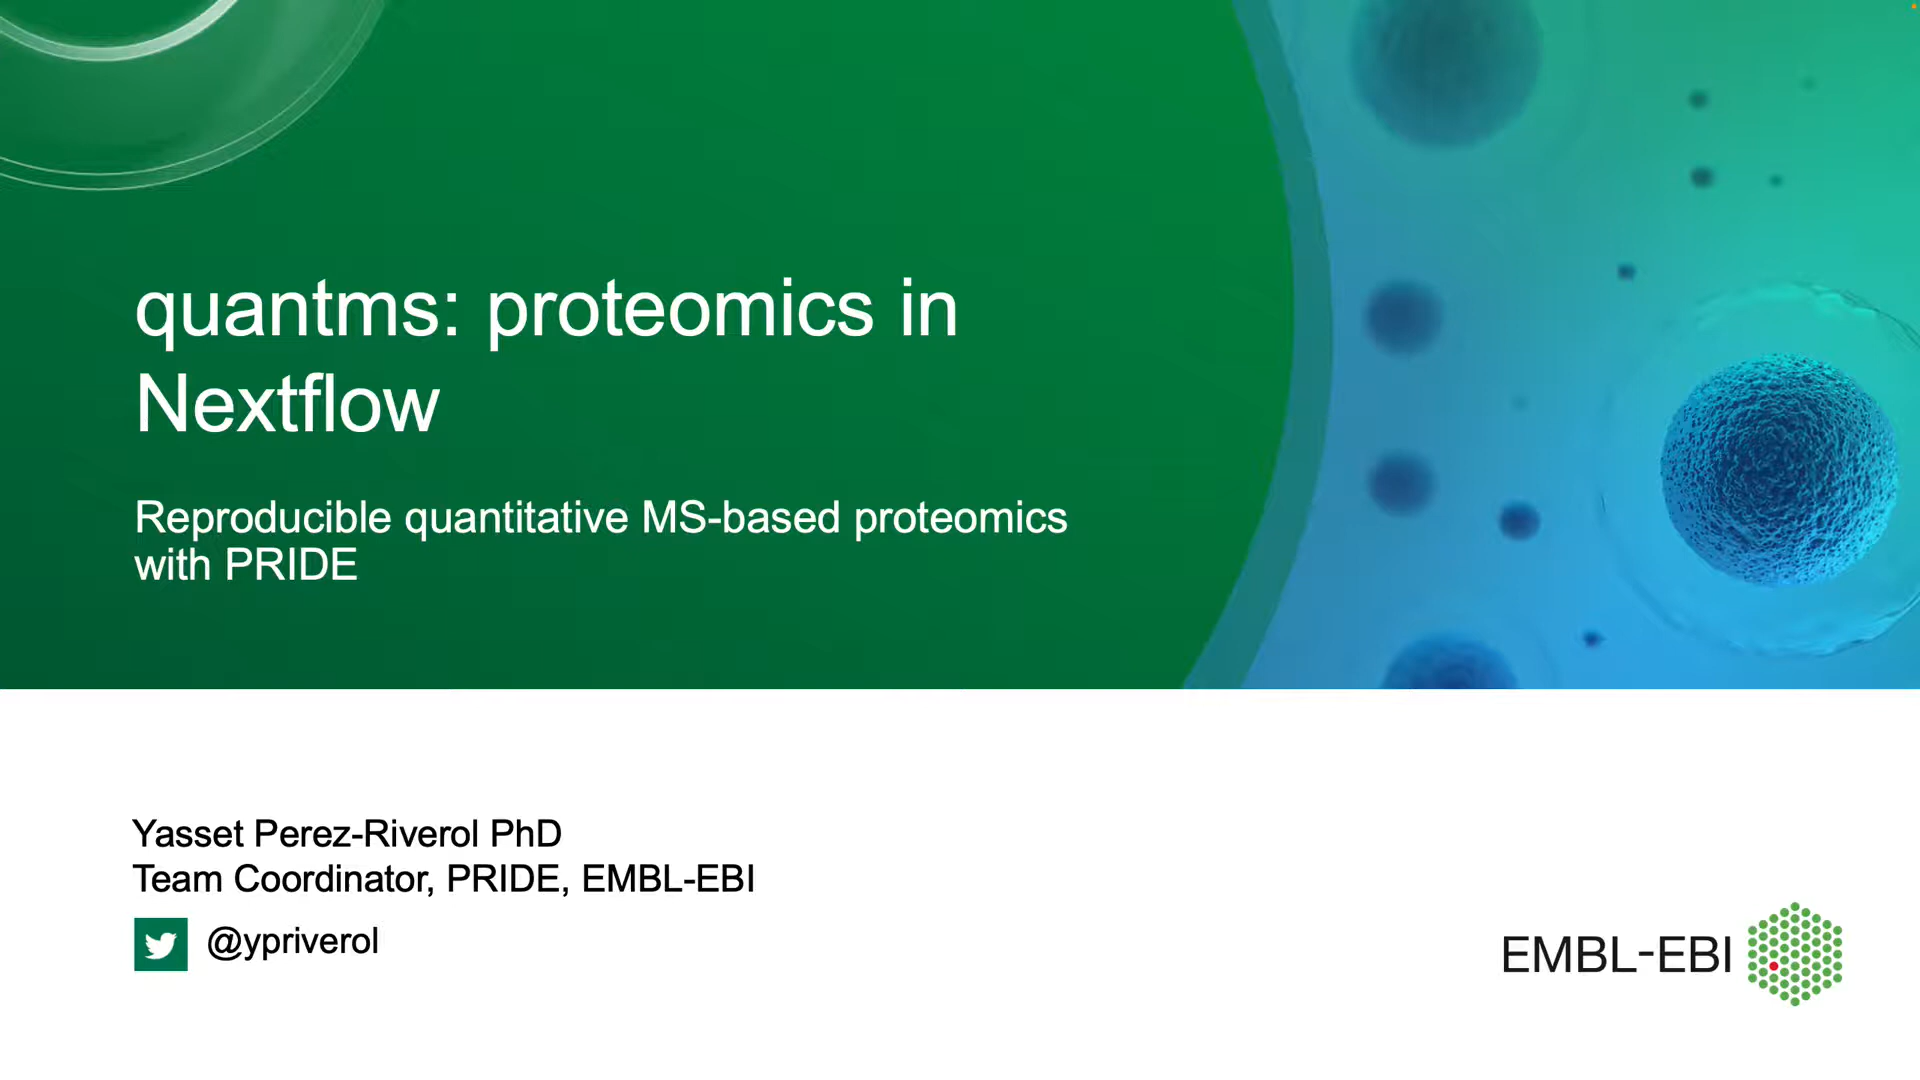 quantms: proteomics in
Nextflow
Reproducible quantitative MS-based proteomics
with PRIDE
Yasset Perez-Riverol PhD
Team Coordinator, PRIDE, EMBL-EBI
@ypriverol
EMBL-EBI